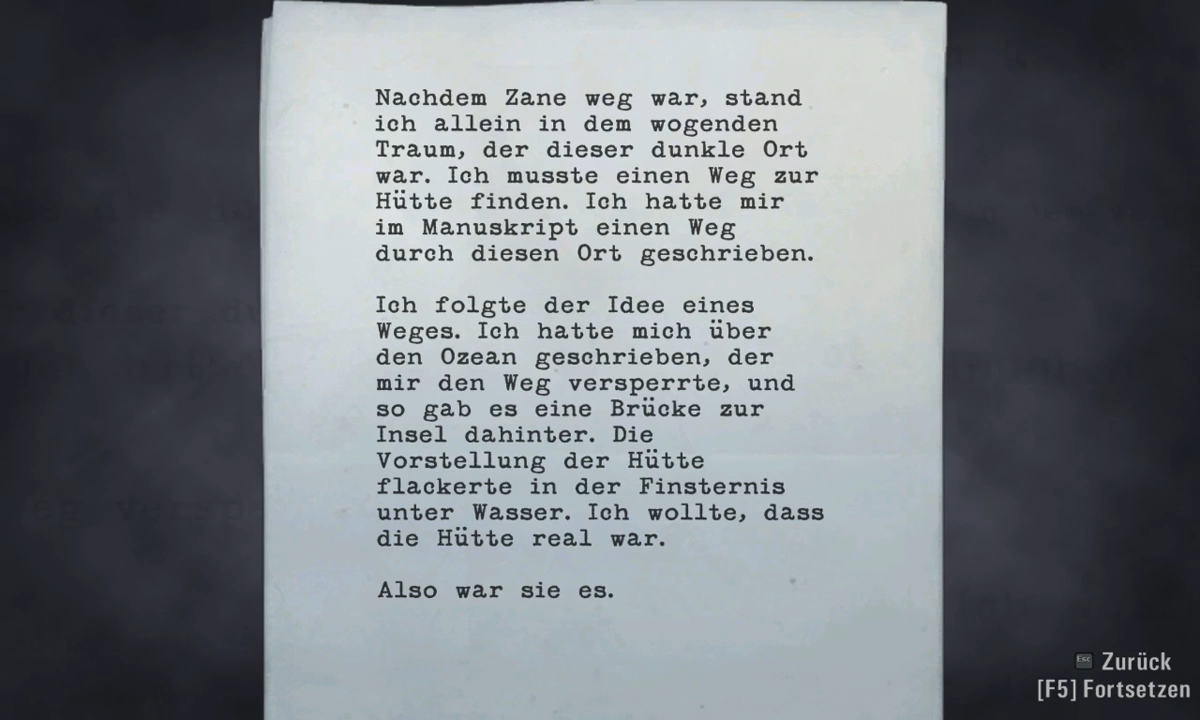 Nachdem Zane weg war, stand
ich allein in dem wogenden
Traum, der dieser dunkle Ort
war. Ich musste einen Weg zur
Hütte finden. Ich hatte mir
im Manuskript einen Weg
durch diesen Ort geschrieben.
Ich folgte der Idee eines
Weges. Ich hatte mich über
den Ozean geschrieben, der
mir den Weg versperrte, und
so gab es eine Brücke zur
Insel dahinter. Die
Vorstellung der Hütte
flackerte in der Finsternis
unter Wasser. Ich wollte, dass
die Hütte real war.
Also war sie es.
Esc Zurück
[F5] Fortsetzen